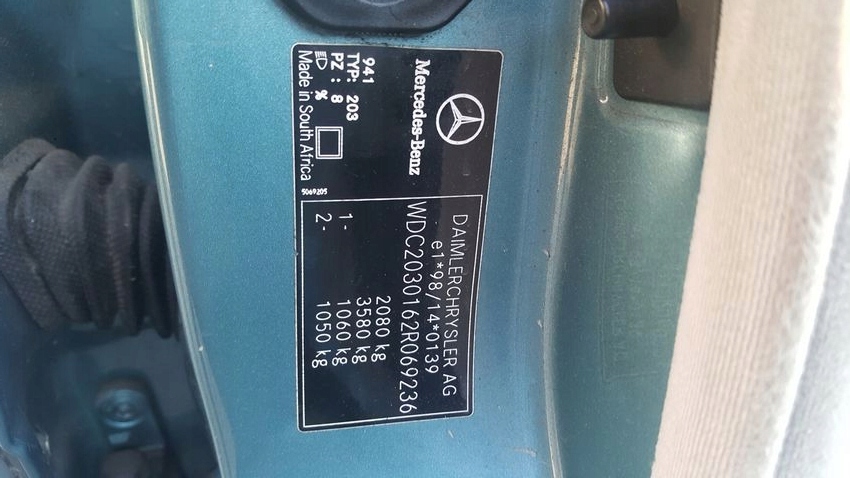 Mercedes-Benz
941
TYP: 203
PZ : 8
%
Made in South Africa
5069205
DAIMLERCHRYSLER AG
e1*98/14*0139
WDC2030162R069236
2080 kg
3580 kg
1- 1060 kg
2- 1050 kg